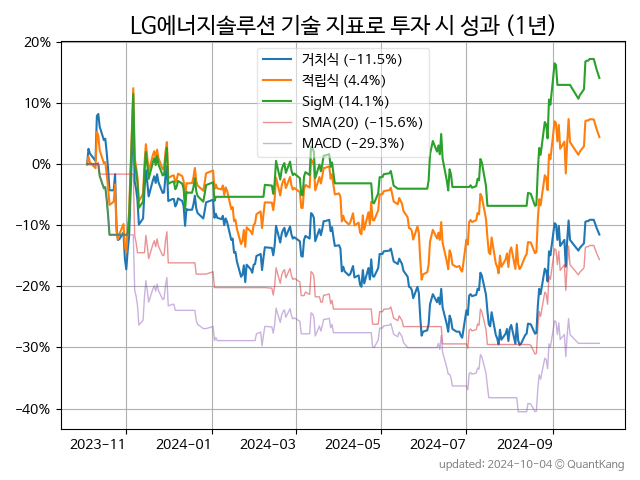 LG에너지솔루션 기술 지표로 투자 시 성과 (1년)
20%
10%
0%
−10%
−20%
−30%
−40%
거치식 (−11.5%)
적립식 (4.4%)
SigM (14.1%)
SMA(20) (−15.6%)
MACD (−29.3%)
2023-11 2024-01 2024-03 2024-05 2024-07 2024-09
updated: 2024-10-04 © QuantKang